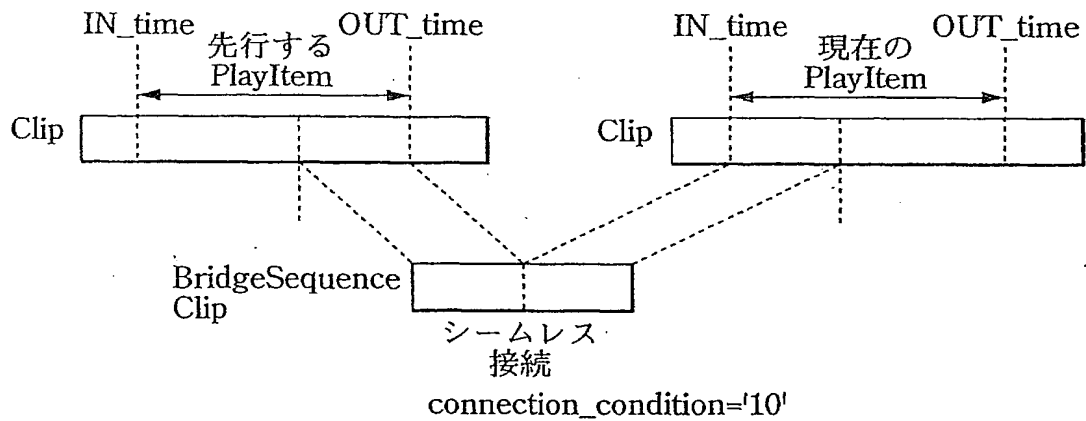 IN_time
先行する
PlayItem
OUT_time
IN_time
現在の
PlayItem
OUT_time
Clip
Clip
BridgeSequence
Clip
シームレス
接続
connection_condition='10'